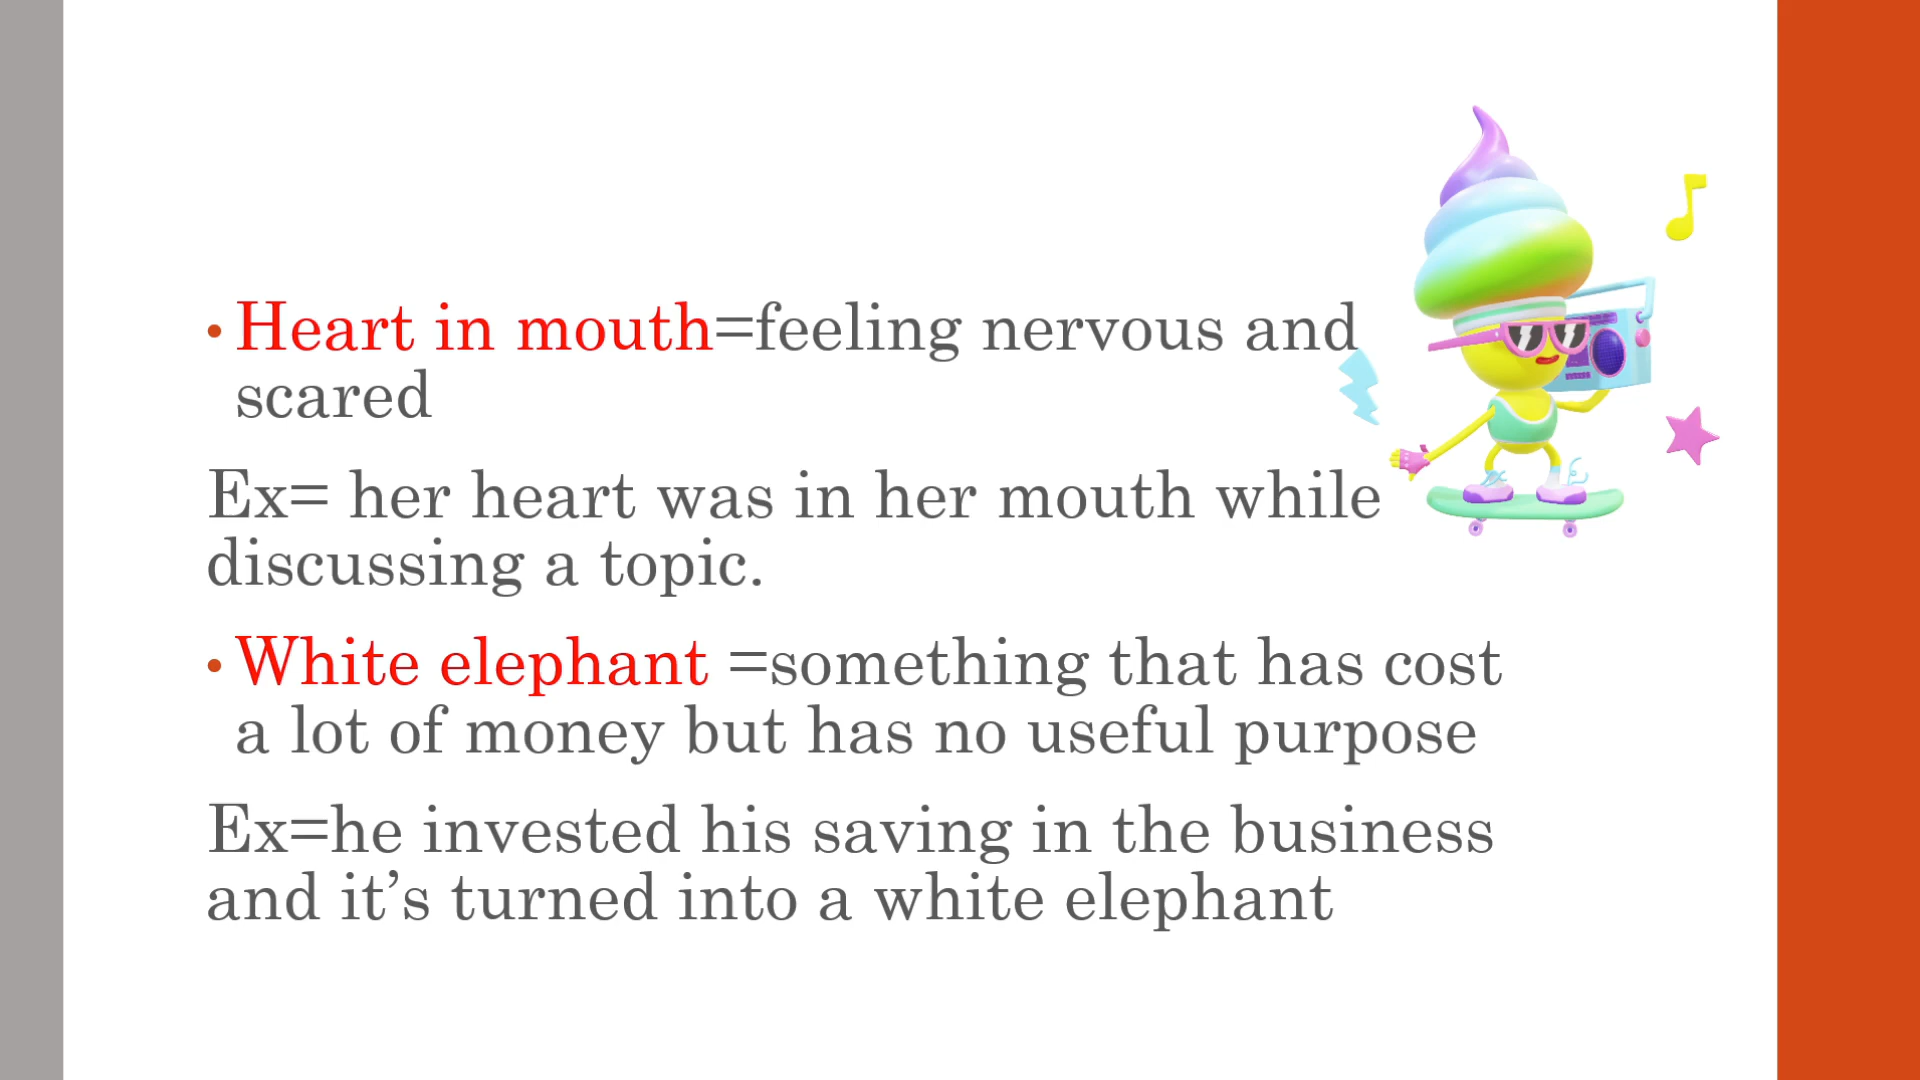 • Heart in mouth=feeling nervous and
scared
Ex= her heart was in her mouth while
discussing a topic.
• White elephant =something that has cost
a lot of money but has no useful purpose
Ex=he invested his saving in the business
and it’s turned into a white elephant